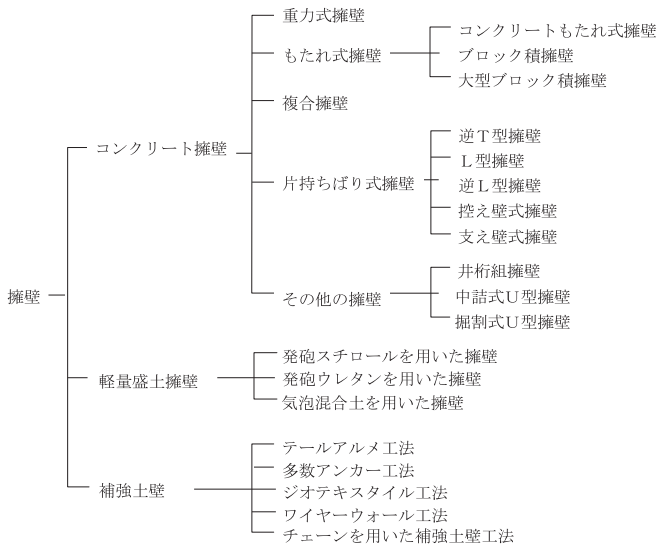 擁壁
コンクリート擁壁
重力式擁壁
もたれ式擁壁
コンクリートもたれ式擁壁
ブロック積擁壁
大型ブロック積擁壁
複合擁壁
片持ちばり式擁壁
逆T型擁壁
L型擁壁
逆L型擁壁
控え壁式擁壁
支え壁式擁壁
その他の擁壁
井桁組擁壁
中詰式U型擁壁
掘割式U型擁壁
軽量盛土擁壁
発砲スチロールを用いた擁壁
発砲ウレタンを用いた擁壁
気泡混合土を用いた擁壁
補強土壁
テールアルメ工法
多数アンカー工法
ジオテキスタイル工法
ワイヤーウォール工法
チェーンを用いた補強土壁工法